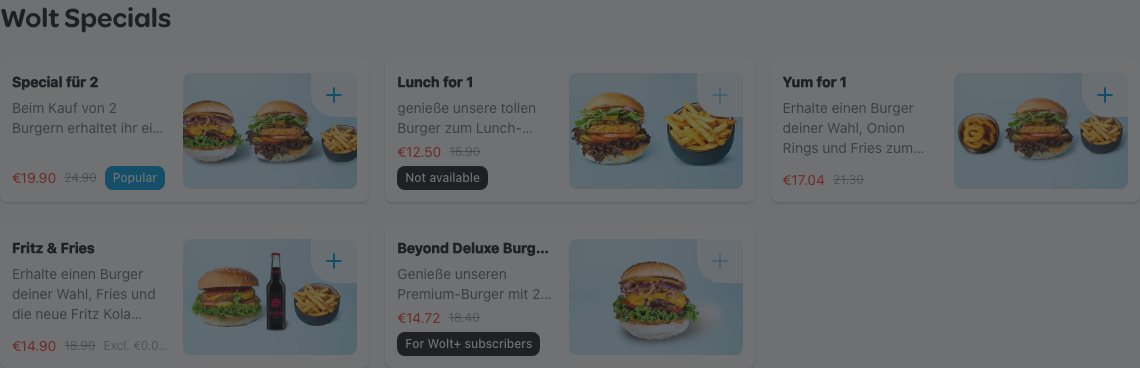 Wolt Specials
Special für 2
Beim Kauf von 2
Burgern erhaltet ihr ei...
€19.90 24.90 Popular
Lunch for 1
genieße unsere tollen
Burger zum Lunch-...
€12.50 16.90
Not available
Yum for 1
Erhalte einen Burger
deiner Wahl, Onion
Rings und Fries zum...
€17.04 21.30
Fritz & Fries
Erhalte einen Burger
deiner Wahl, Fries und
die neue Fritz Kola...
€14.90 18.90 Excl. €0.0...
Beyond Deluxe Burg...
Genieße unseren
Premium-Burger mit 2...
€14.72 18.40
For Wolt+ subscribers